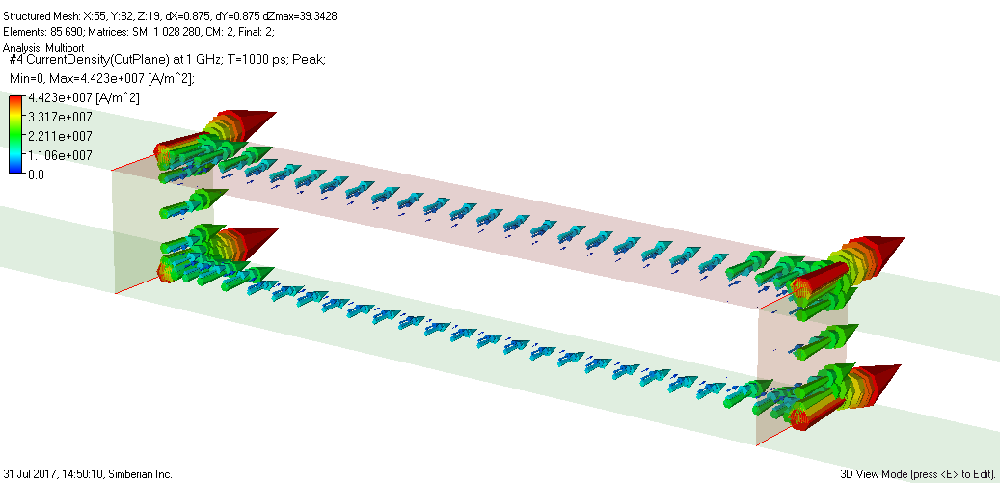 Structured Mesh: X:55, Y:82, Z:19, dX=0.875, dY=0.875 dZmax=39.3428
Elements: 85 690; Matrices: SM: 1 028 280, CM: 2, Final: 2;
Analysis: Multiport
#4 CurrentDensity(CutPlane) at 1 GHz; T=1000 ps; Peak;
Min=0, Max=4.423e+007 [A/m^2];
4.423e+007 [A/m^2]
3.317e+007
2.211e+007
1.106e+007
0.0
31 Jul 2017, 14:50:10, Simberian Inc.
3D View Mode (press <E> to Edit).